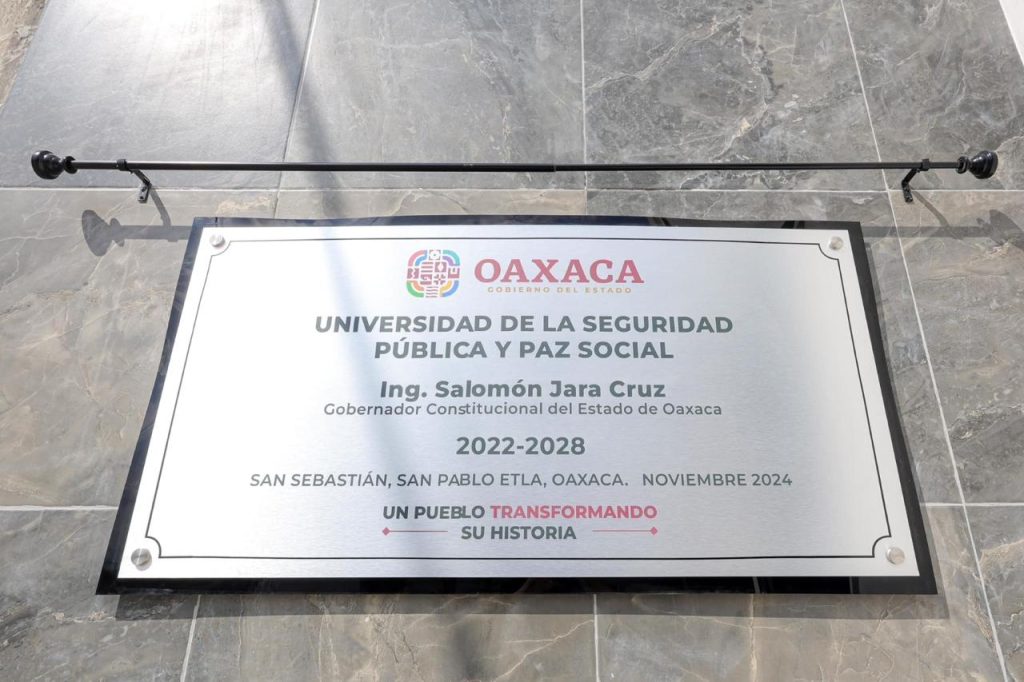 OAXACA
GOBIERNO DEL ESTADO
UNIVERSIDAD DE LA SEGURIDAD
PÚBLICA Y PAZ SOCIAL
Ing. Salomón Jara Cruz
Gobernador Constitucional del Estado de Oaxaca
2022-2028
SAN SEBASTIÁN, SAN PABLO ETLA, OAXACA. NOVIEMBRE 2024
UN PUEBLO TRANSFORMANDO
SU HISTORIA